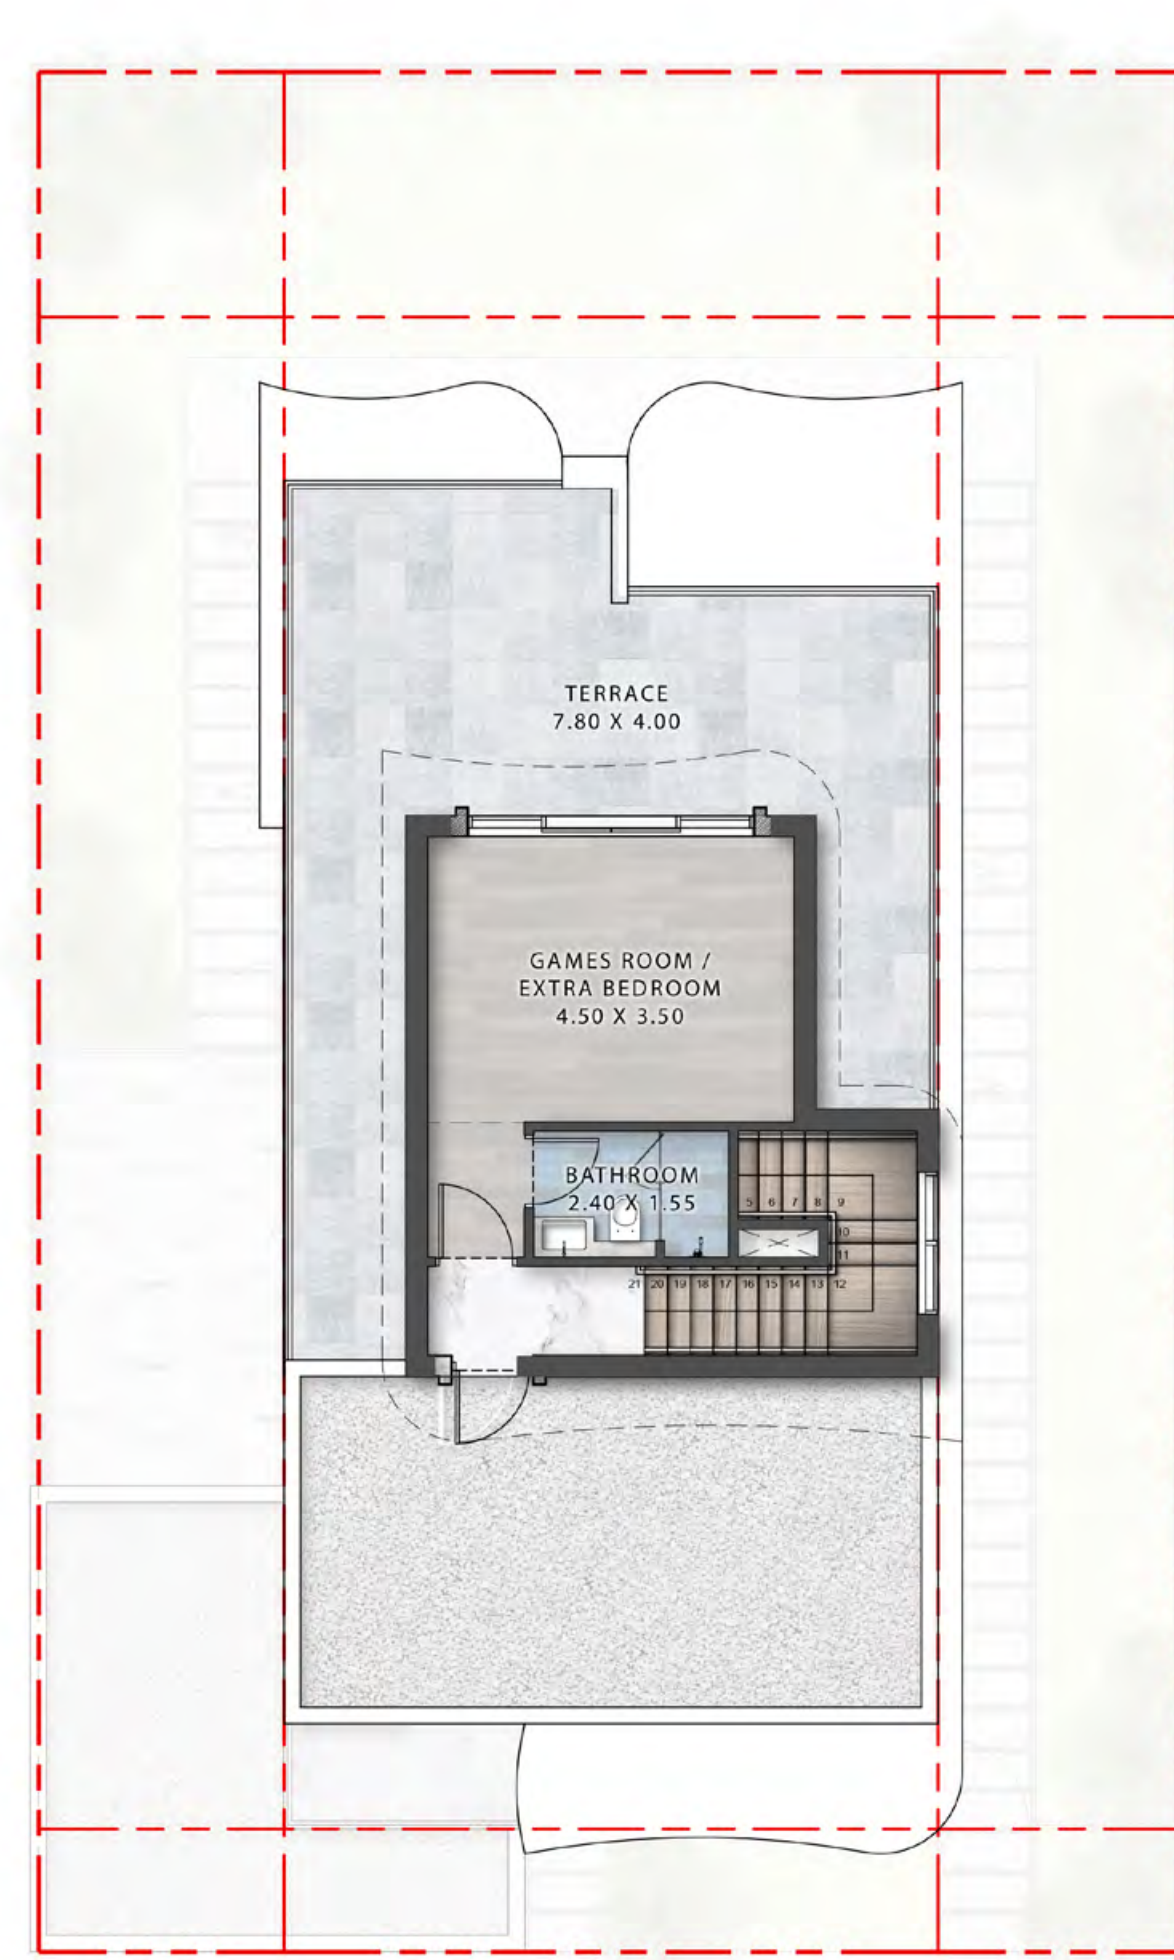 TERRACE
7.80 X 4.00
GAMES ROOM /
EXTRA BEDROOM
4.50 X 3.50
BATHROOM
2.40 X 1.55
5 6 7 8 9
10
11
21 20 19 18 17 16 15 14 13 12